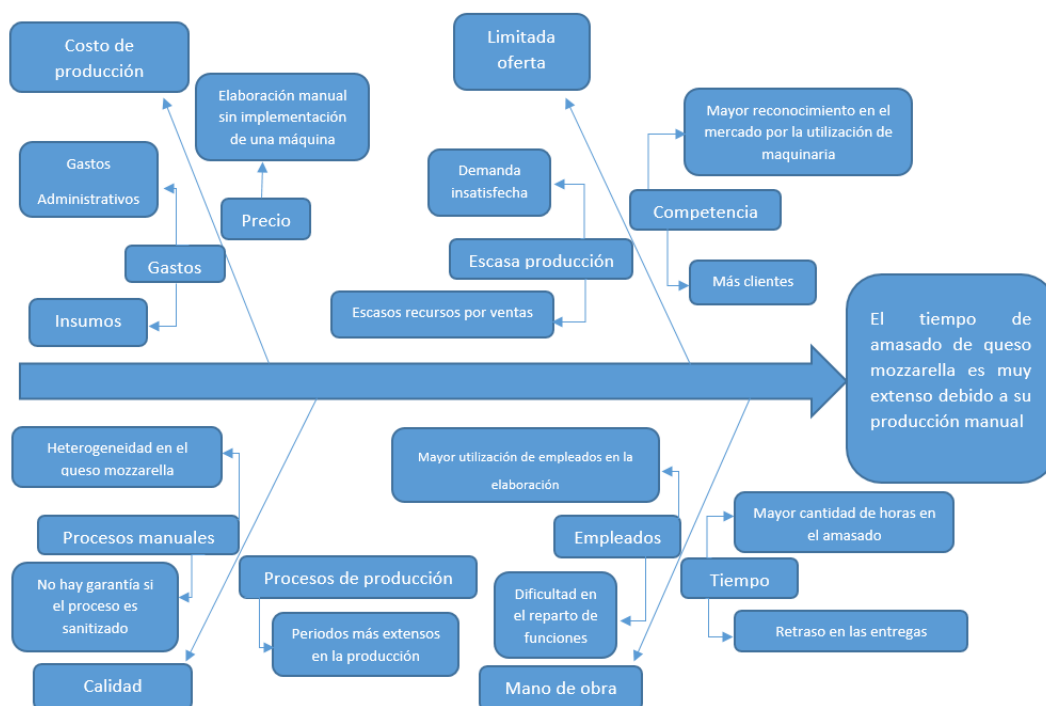 Costo de
producción
Elaboración manual
sin implementación
de una máquina
Gastos
Administrativos
Precio
Gastos
Insumos
Limitada
oferta
Mayor reconocimiento en el
mercado por la utilización de
maquinaria
Demanda
insatisfecha
Competencia
Escasa producción
Más clientes
Escasos recursos por ventas
El tiempo de
amasado de queso
mozzarella es muy
extenso debido a su
producción manual
Heterogeneidad en el
queso mozzarella
Procesos manuales
No hay garantía si
el proceso es
sanitizado
Procesos de producción
Periodos más extensos
en la producción
Calidad
Mayor utilización de empleados en la
elaboración
Empleados
Mayor cantidad de horas en
el amasado
Tiempo
Dificultad en
el reparto de
funciones
Retraso en las entregas
Mano de obra